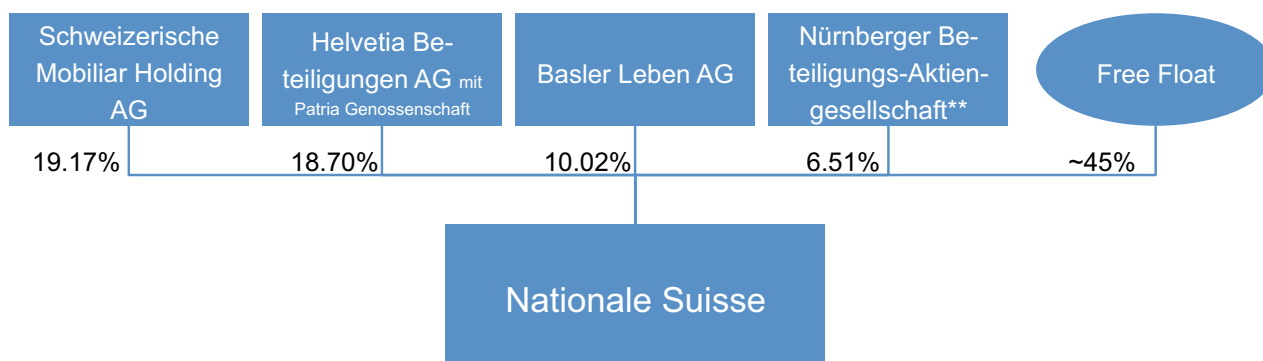 Schweizerische
Mobiliar Holding
AG
Helvetia Be-
teiligungen AG mit
Patria Genossenschaft
Basler Leben AG
Nürnberger Be-
teiligungs-Aktien-
gesellschaft**
Free Float
19.17%
18.70%
10.02%
6.51%
~45%
Nationale Suisse